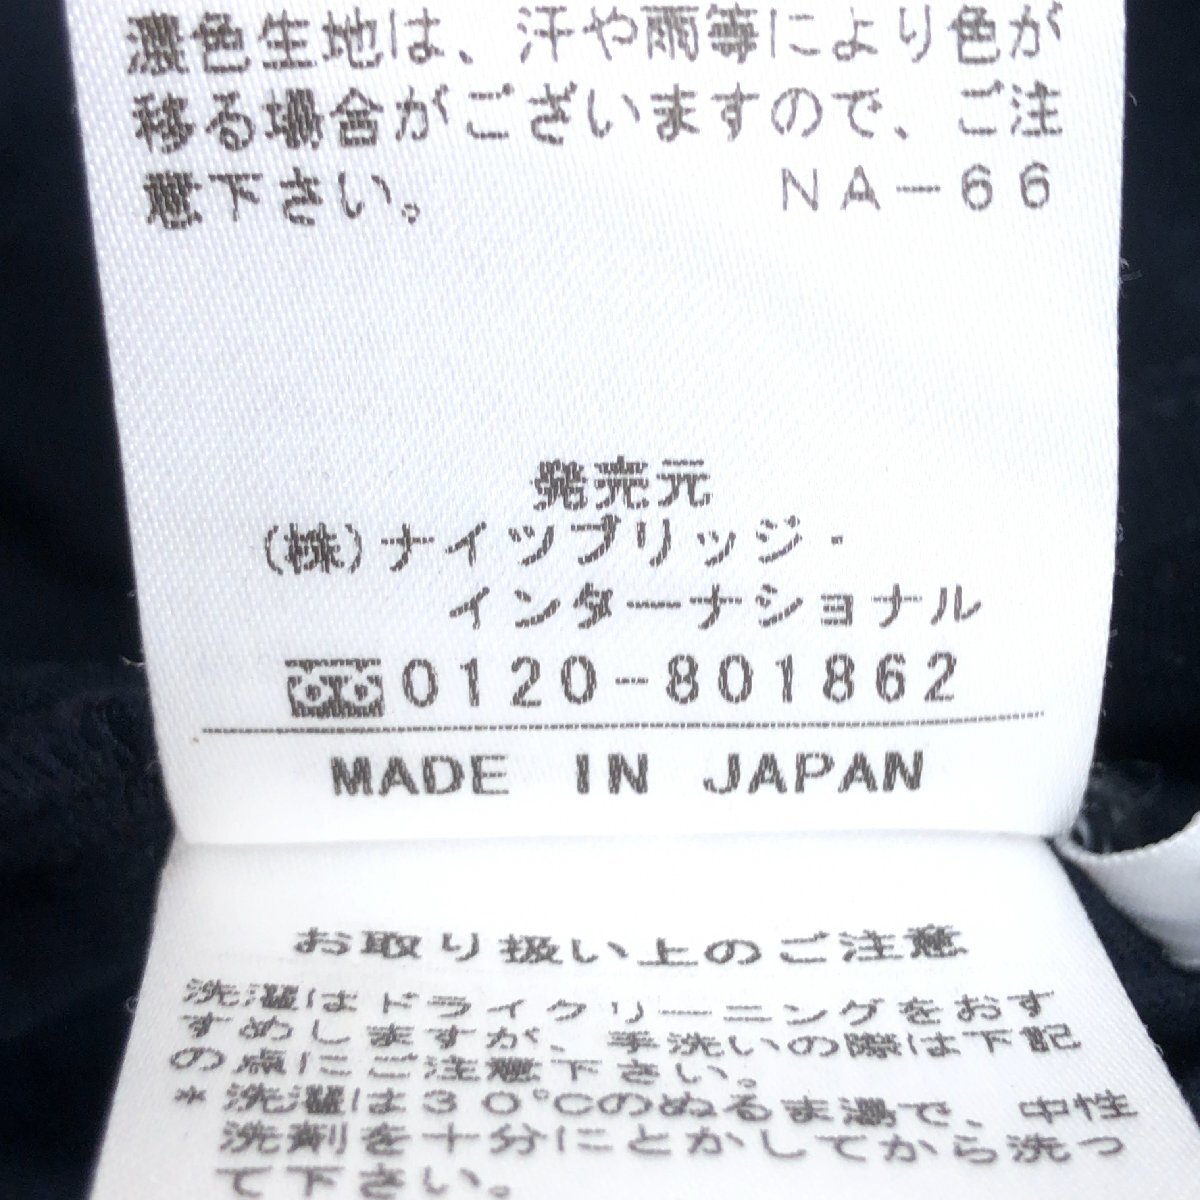 濃色生地は、汗や雨等により色が
移る場合がございますので、ご注
意下さい。 NA-66
発売元
(株)ナイツブリッジ・
インターナショナル
0120-801862
MADE IN JAPAN
お取り扱い上のご注意
洗濯はドライクリーニングをおす
すめしますが、手洗いの際は下記
の点にご注意下さい。
*洗濯は30℃のぬるま湯で、中性
洗剤を十分にとかしてから洗っ
て下さい。